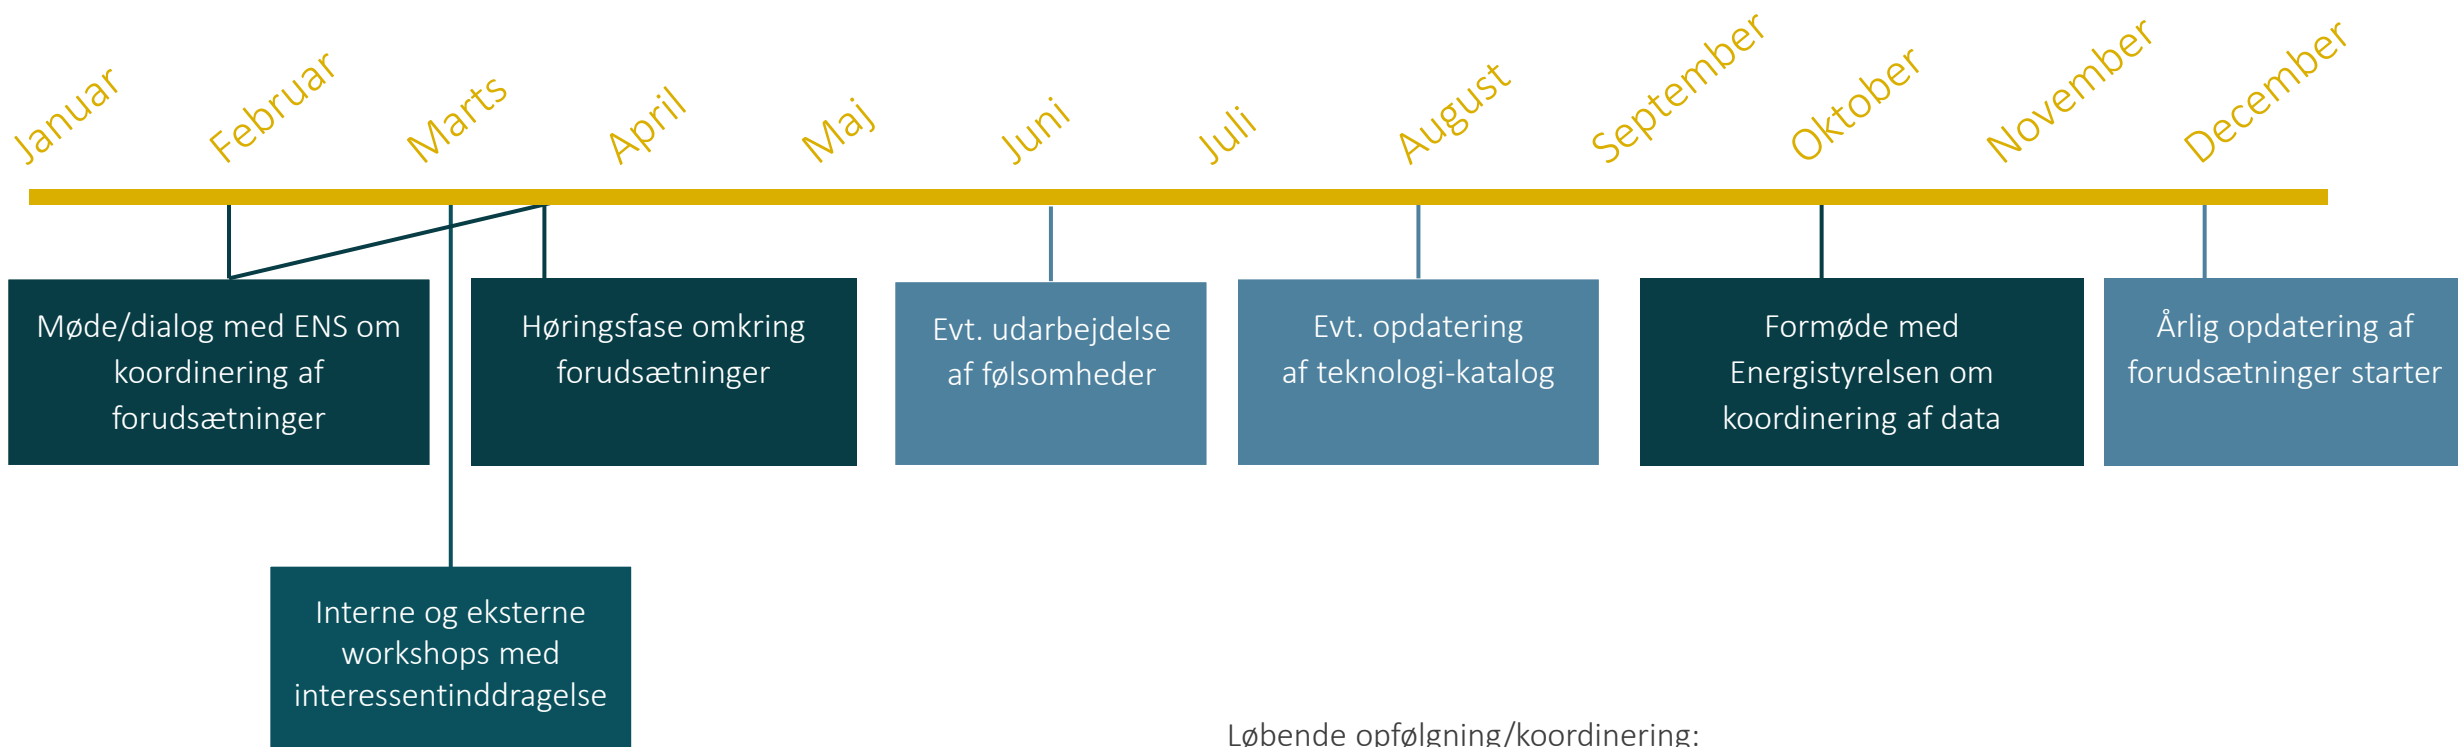 Januar
Februar
Marts
April
Maj
Juni
Juli
August
September
Oktober
November
December
Møde/dialog med ENS om
koordinering af
forudsætninger
Høringsfase omkring
forudsætninger
Evt. udarbejdelse
af følsomheder
Evt. opdatering
af teknologi-katalog
Formøde med
Energistyrelsen om
koordinering af data
Årlig opdatering af
forudsætninger starter
Interne og eksterne
workshops med
interessentinddragelse
Løbende opfølgning/koordinering: